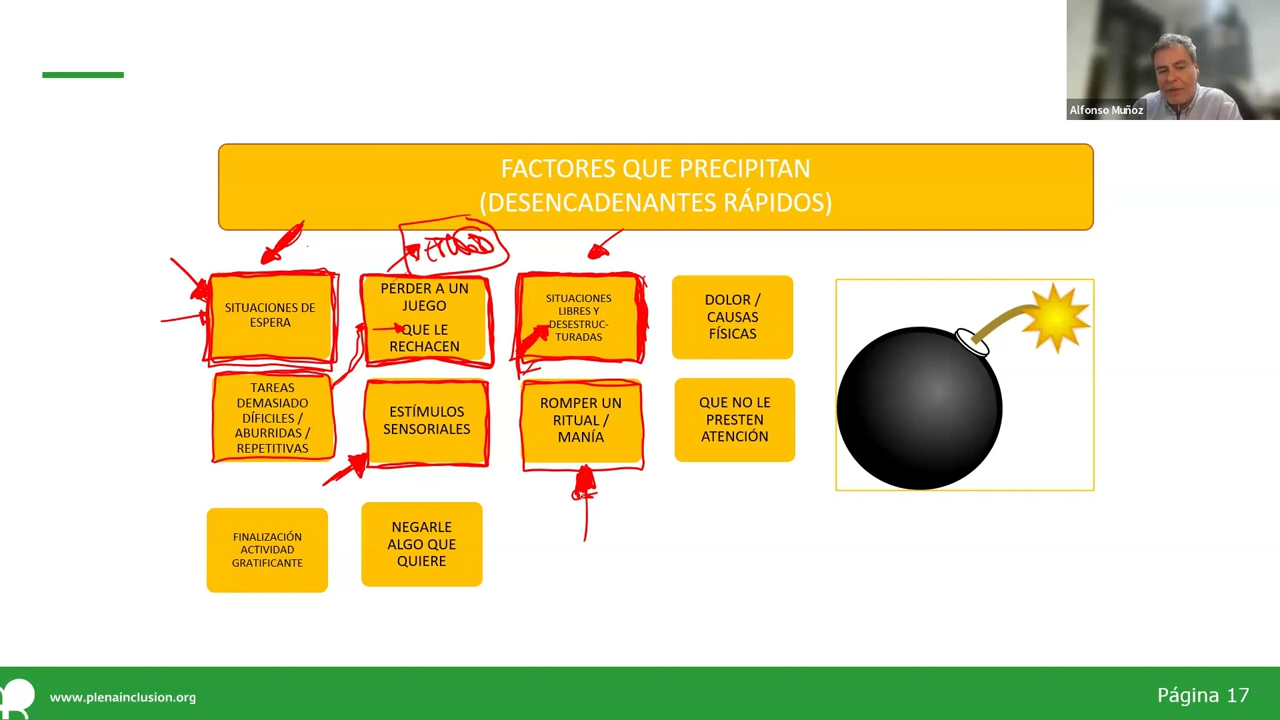 Alfonso Muñoz
FACTORES QUE PRECIPITAN
(DESENCADENANTES RÁPIDOS)
SITUACIONES DE
ESPERA
PERDER A UN
JUEGO
QUE LE
RECHACEN
SITUACIONES
LIBRES Y
DESESTRUC-
TURADAS
DOLOR /
CAUSAS
FÍSICAS
TAREAS
DEMASIADO
DÍFICILES /
ABURRIDAS /
REPETITIVAS
ESTÍMULOS
SENSORIALES
ROMPER UN
RITUAL /
MANÍA
QUE NO LE
PRESTEN
ATENCIÓN
FINALIZACIÓN
ACTIVIDAD
GRATIFICANTE
NEGARLE
ALGO QUE
QUIERE
www.plenainclusion.org
Página 17